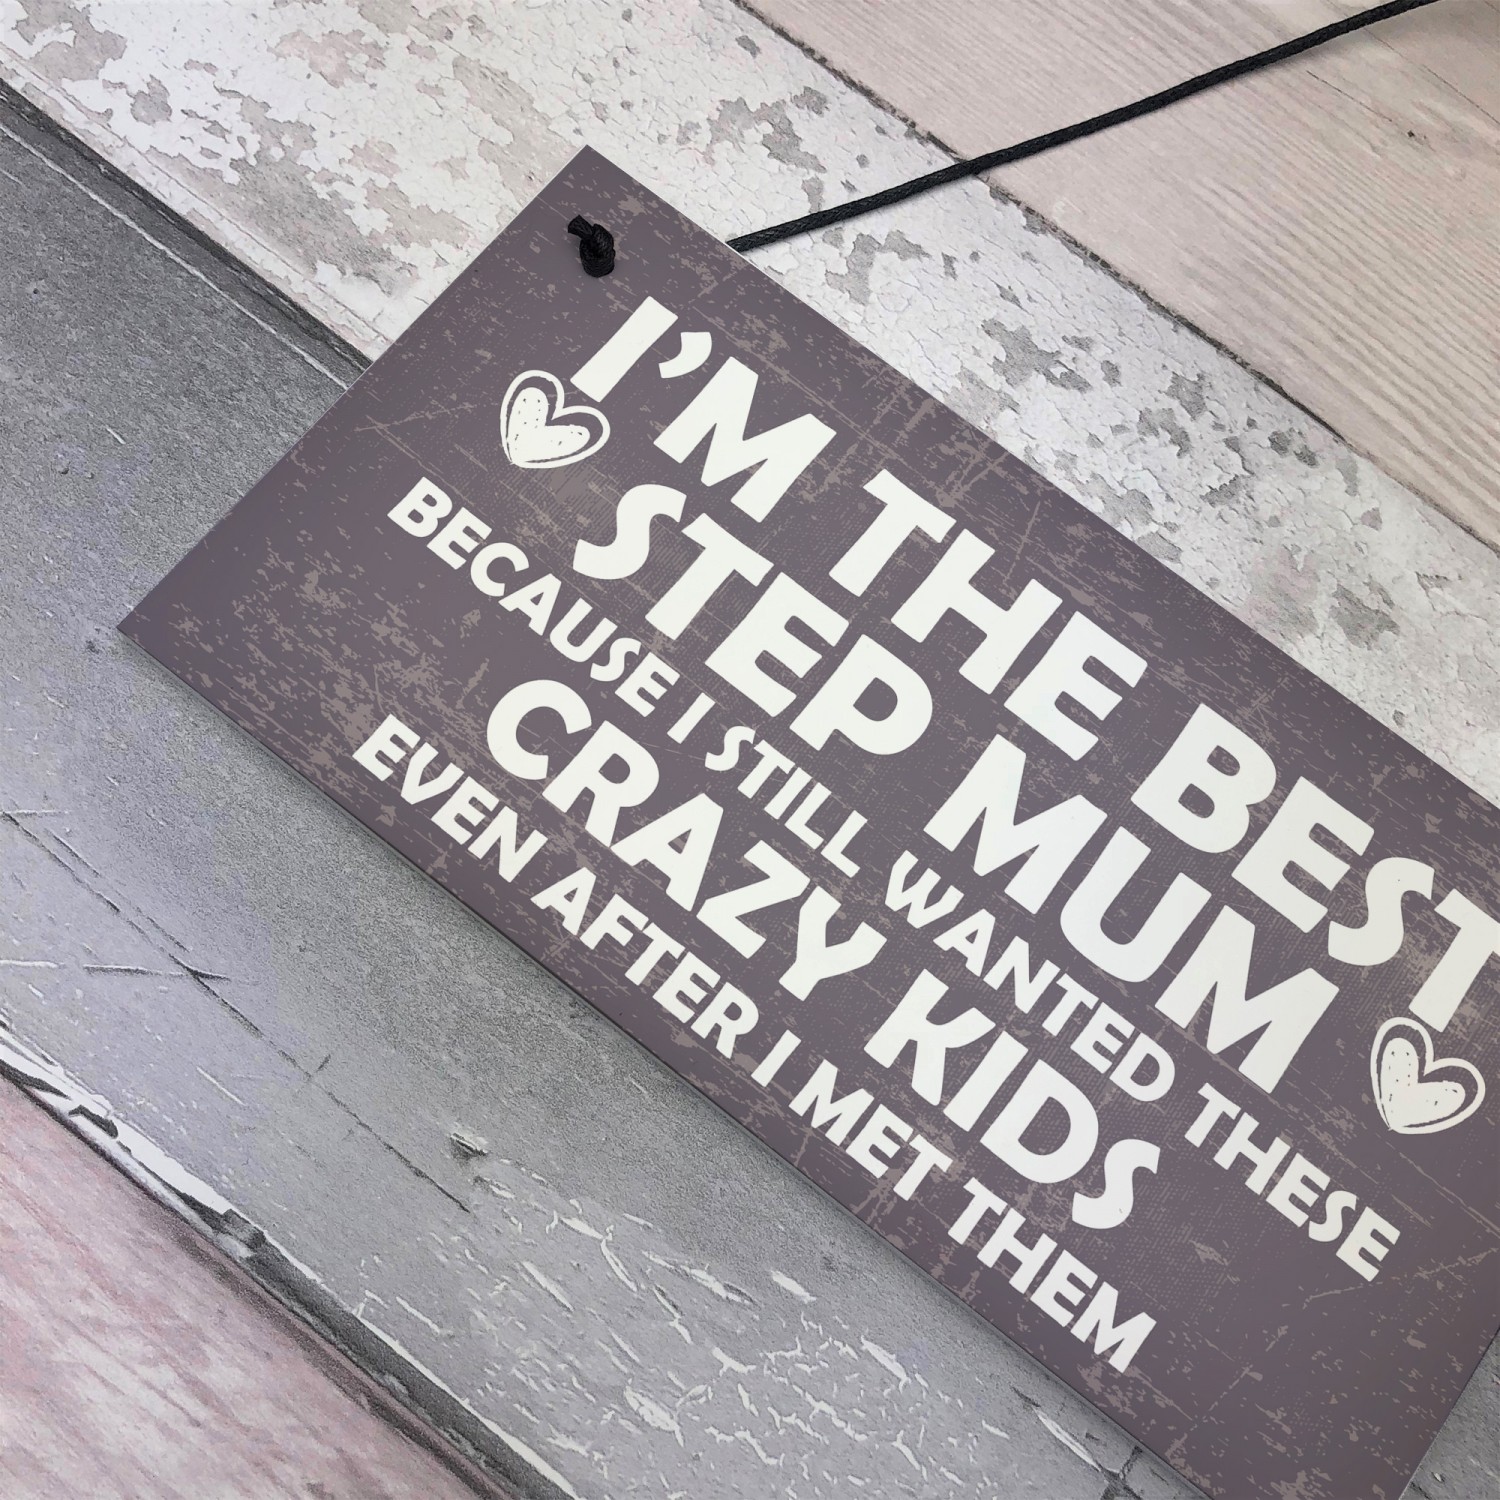 I'M THE BEST
STEP MUM
BECAUSE I STILL WANTED THESE
CRAZY KIDS
EVEN AFTER I MET THEM